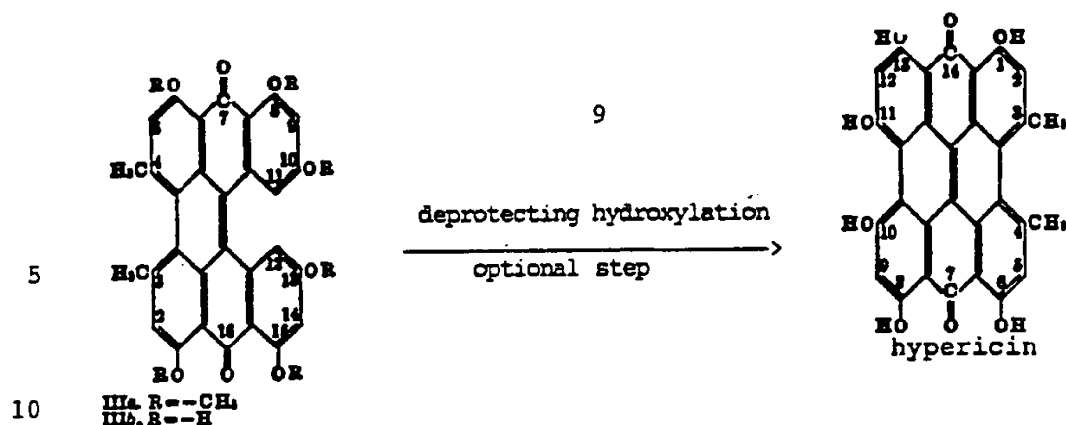 9
deprotecting hydroxylation
optional step
5
10
O
RO
OR
C
7
8
9
10
OR
11
H₃C
4
12
H₃C
3
13
OR
2
14
16
RO
O
OR
IIIa. R=-CH₃
IIIb. R=-H
O
HO
OH
C
13
14
1
12
2
HO
11
3
CH₃
HO
10
4
CH₃
9
5
8
7
C
6
HO
O
OH
hypericin